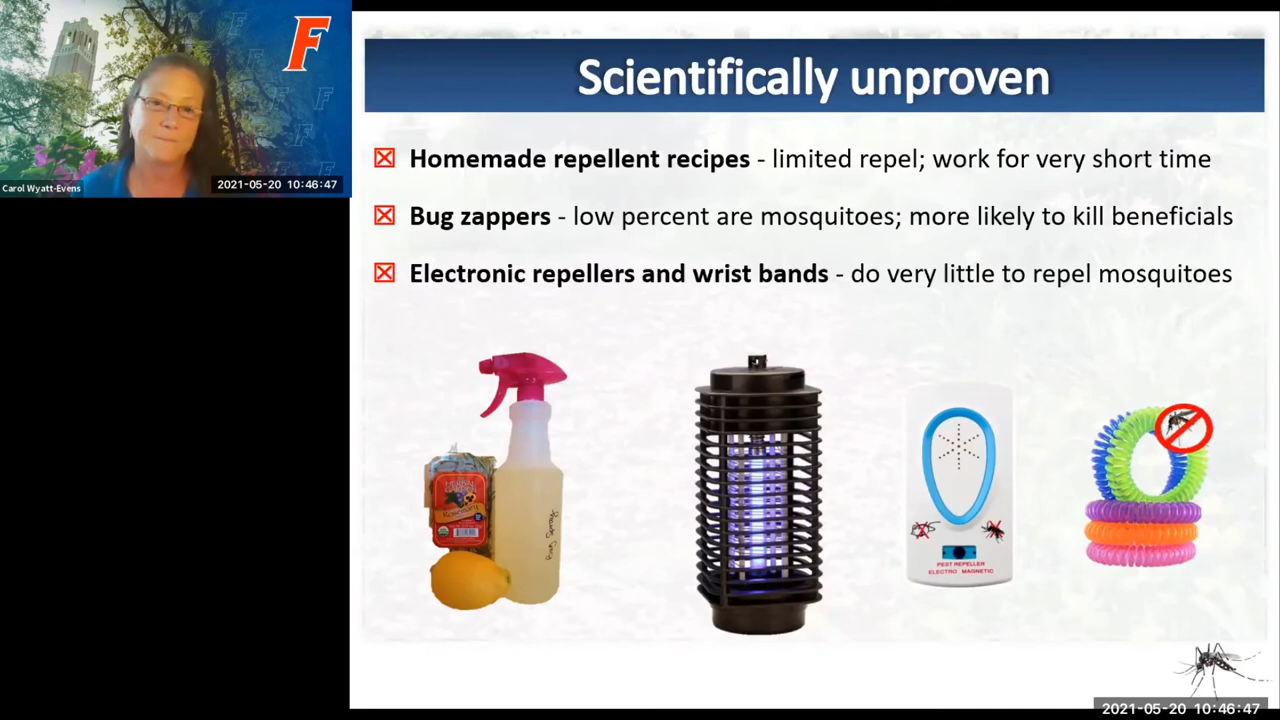 F
Carol Wyatt-Evens
2021-05-20 10:46:47
Scientifically unproven
Homemade repellent recipes - limited repel; work for very short time
Bug zappers - low percent are mosquitoes; more likely to kill beneficials
Electronic repellers and wrist bands - do very little to repel mosquitoes
Rosemary
PEST REPELLER
ELECTRO MAGNETIC
2021-05-20 10:46:47